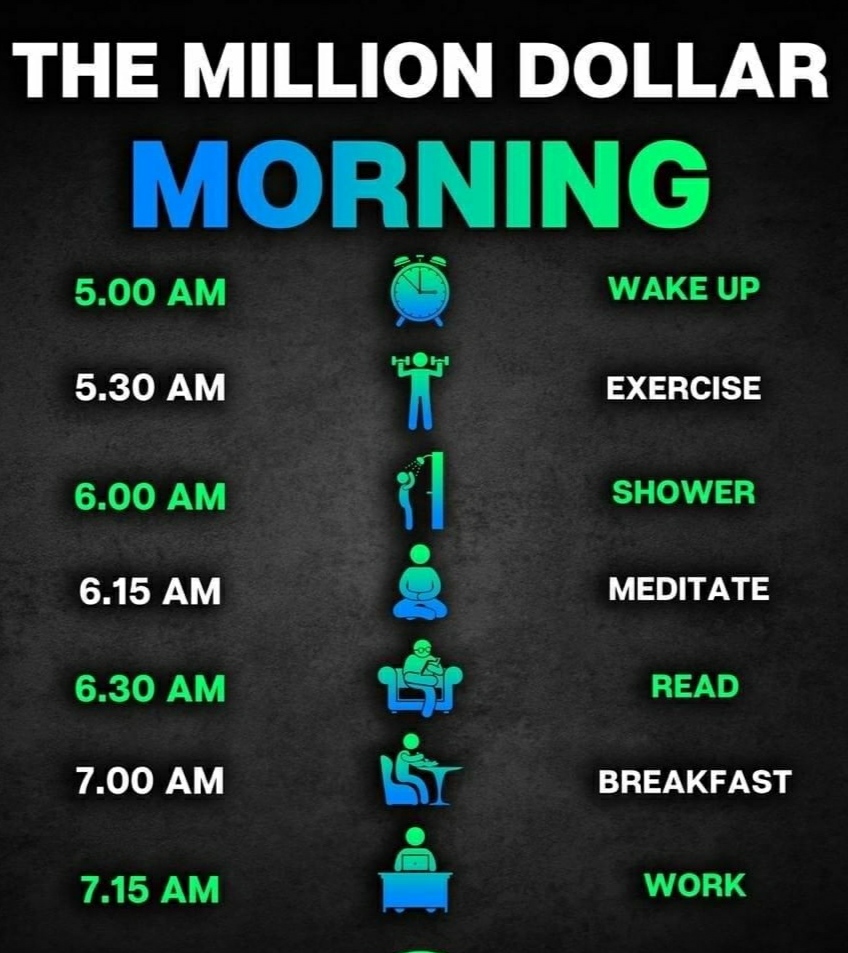 THE MILLION DOLLAR
MORNING
5.00 AM WAKE UP
5.30 AM EXERCISE
6.00 AM SHOWER
6.15 AM MEDITATE
6.30 AM READ
7.00 AM BREAKFAST
7.15 AM WORK